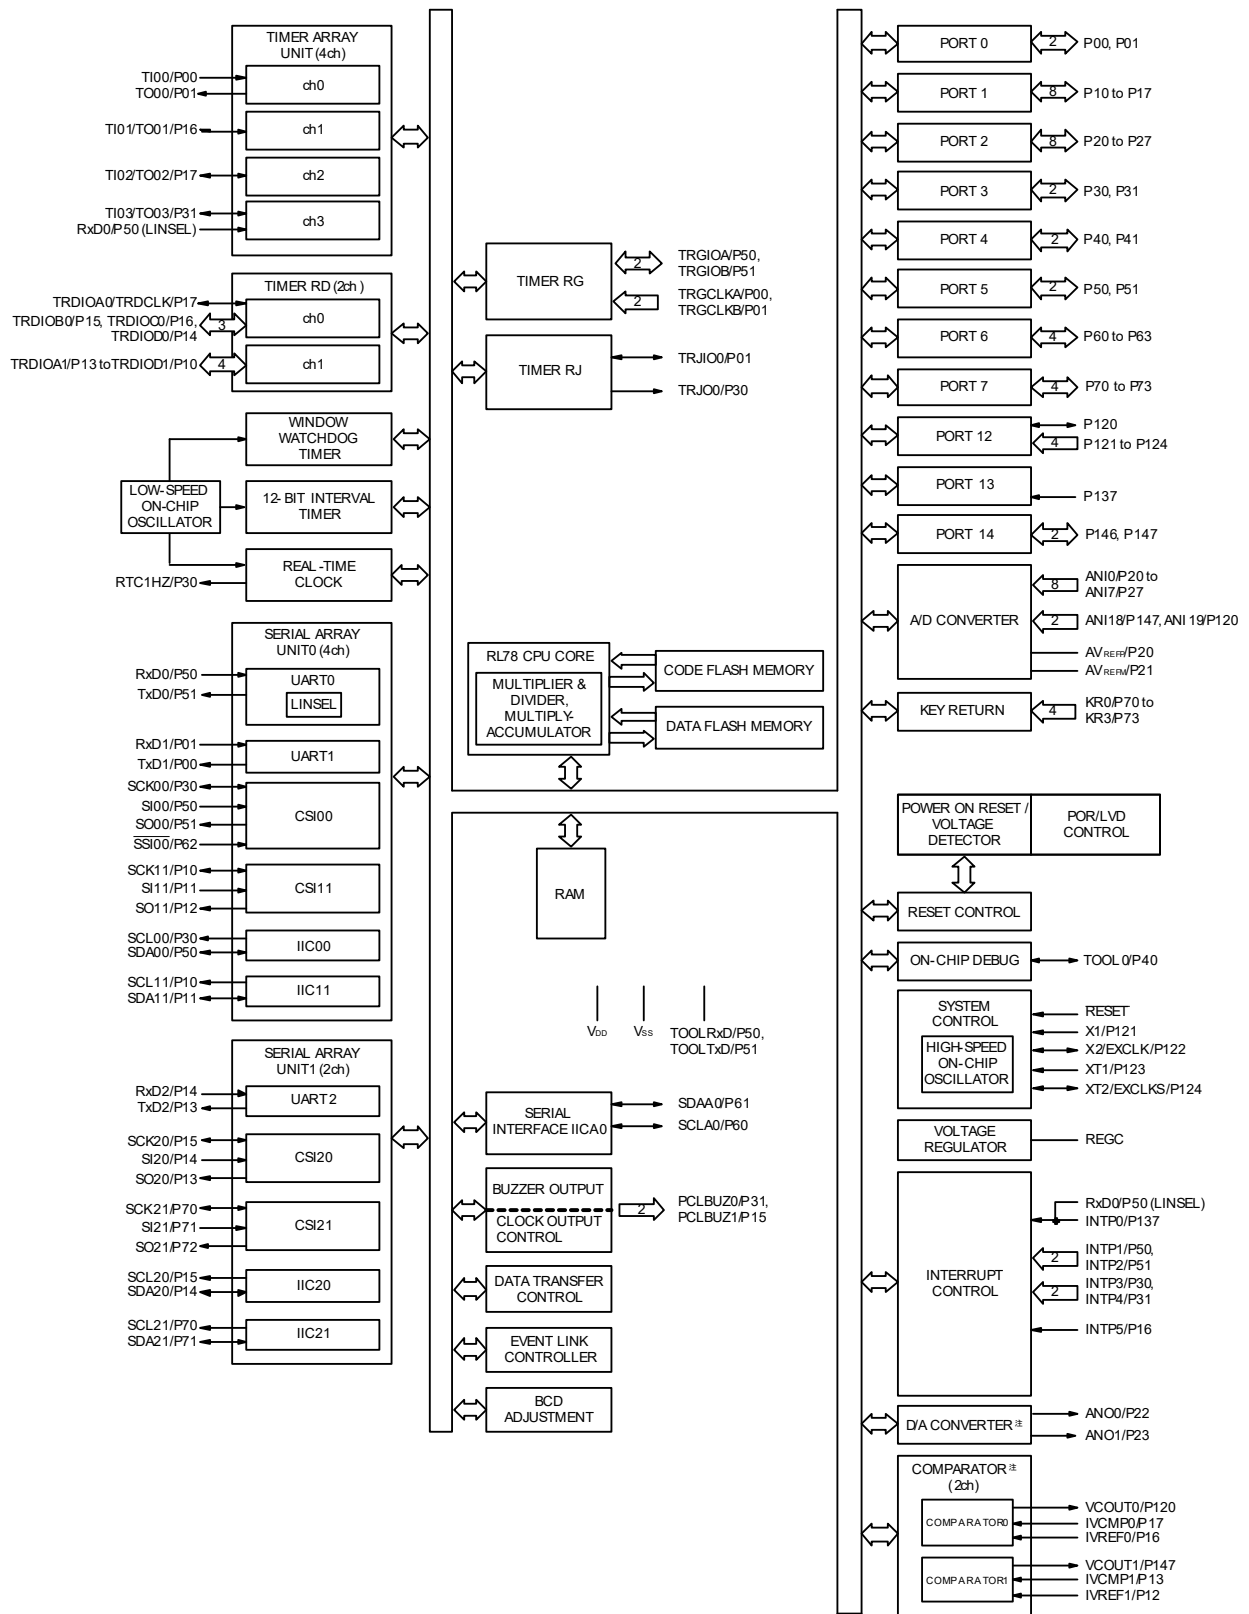 TIMER ARRAY
UNIT (4ch)
TI00/P00
TO00/P01
ch0
TI01/TO01/P16
ch1
TI02/TO02/P17
ch2
TI03/TO03/P31
RxD0/P50 (LINSEL)
ch3
TIMER RD (2ch)
TRDIOA0/TRDCLK/P17
TRDIOB0/P15, TRDIOC0/P16,
TRDIOD0/P14
3
ch0
TRDIOA1/P13 to TRDIOD1/P10
4
ch1
WINDOW
WATCHDOG
TIMER
LOW-SPEED
ON-CHIP
OSCILLATOR
12-BIT INTERVAL
TIMER
REAL-TIME
CLOCK
RTC1HZ/P30
SERIAL ARRAY
UNIT0 (4ch)
RxD0/P50
TxD0/P51
UART0
LINSEL
RxD1/P01
TxD1/P00
UART1
SCK00/P30
SI00/P50
SO00/P51
SSI00/P62
CSI00
SCK11/P10
SI11/P11
SO11/P12
CSI11
SCL00/P30
SDA00/P50
IIC00
SCL11/P10
SDA11/P11
IIC11
SERIAL ARRAY
UNIT1 (2ch)
RxD2/P14
TxD2/P13
UART2
SCK20/P15
SI20/P14
SO20/P13
CSI20
SCK21/P70
SI21/P71
SO21/P72
CSI21
SCL20/P15
SDA20/P14
IIC20
SCL21/P70
SDA21/P71
IIC21
TIMER RG
2
TRGIOA/P50,
TRGIOB/P51
2
TRGCLKA/P00,
TRGCLKB/P01
TIMER RJ
TRJIO0/P01
TRJO0/P30
RL78 CPU CORE
MULTIPLIER &
DIVIDER,
MULTIPLY-
ACCUMULATOR
CODE FLASH MEMORY
DATA FLASH MEMORY
RAM
VDD
VSS
TOOLRxD/P50,
TOOLTxD/P51
SERIAL
INTERFACE IICA0
SDAA0/P61
SCLA0/P60
BUZZER OUTPUT
CLOCK OUTPUT
CONTROL
2
PCLBUZ0/P31,
PCLBUZ1/P15
DATA TRANSFER
CONTROL
EVENT LINK
CONTROLLER
BCD
ADJUSTMENT
PORT 0
2
P00, P01
PORT 1
8
P10 to P17
PORT 2
8
P20 to P27
PORT 3
2
P30, P31
PORT 4
2
P40, P41
PORT 5
2
P50, P51
PORT 6
4
P60 to P63
PORT 7
4
P70 to P73
PORT 12
P120
4
P121 to P124
PORT 13
P137
PORT 14
2
P146, P147
A/D CONVERTER
8
ANI0/P20 to
ANI7/P27
2
ANI18/P147, ANI19/P120
AVREFP/P20
AVREFM/P21
KEY RETURN
4
KR0/P70 to
KR3/P73
POWER ON RESET /
VOLTAGE
DETECTOR
POR/LVD
CONTROL
RESET CONTROL
ON-CHIP DEBUG
TOOL0/P40
SYSTEM
CONTROL
HIGH-SPEED
ON-CHIP
OSCILLATOR
RESET
X1/P121
X2/EXCLK/P122
XT1/P123
XT2/EXCLKS/P124
VOLTAGE
REGULATOR
REGC
INTERRUPT
CONTROL
RxD0/P50 (LINSEL)
INTP0/P137
2
INTP1/P50,
INTP2/P51
2
INTP3/P30,
INTP4/P31
INTP5/P16
D/A CONVERTER注
ANO0/P22
ANO1/P23
COMPARATOR注
(2ch)
COMPARATOR0
VCOUT0/P120
IVCMP0/P17
IVREF0/P16
COMPARATOR1
VCOUT1/P147
IVCMP1/P13
IVREF1/P12